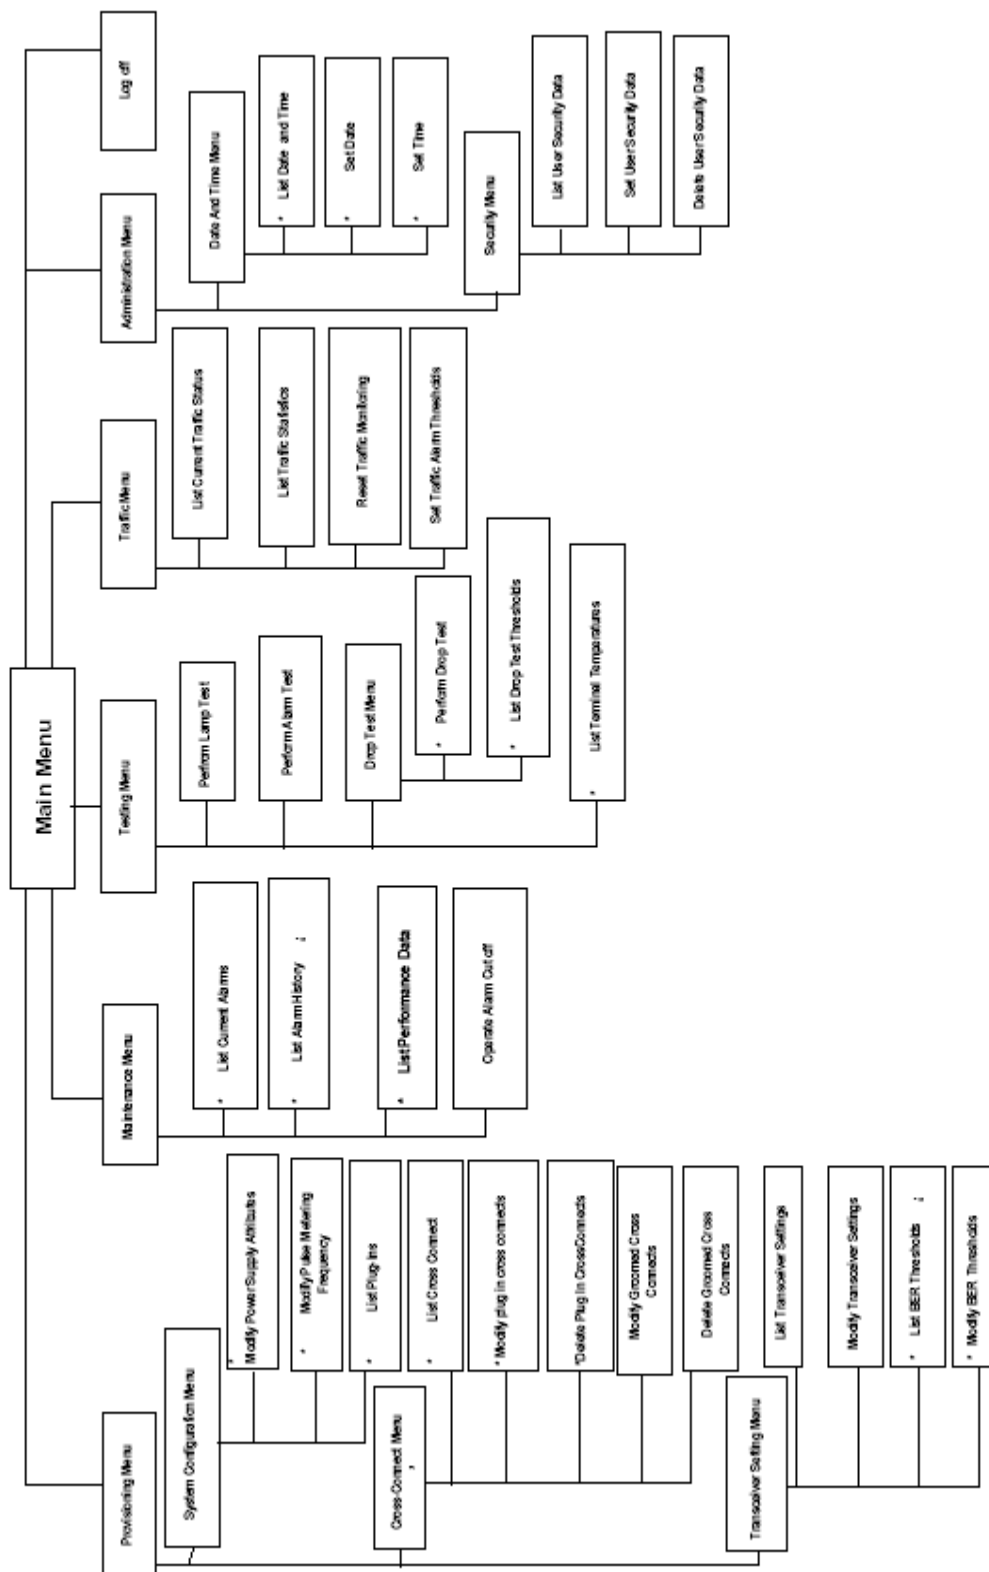 Main Menu
Provisioning Menu
System Configuration Menu
*
Modify Power Supply Attributes
* Modify Pulse Metering
Frequency
* List Plug-Ins
Cross-Connect Menu
,
* List Cross Connect
* Modify plug in cross connects
*Delete Plug In CrossConnects
Modify Groomed Cross
Connects
Delete Groomed Cross
Connects
Transceiver Setting Menu
List Transceiver Settings
Modify Transceiver Settings
* List BER Thresholds ;
* Modify BER Thresholds
Maintenance Menu
* List Current Alarms
* List Alarm History ;
* List Performance Data
Operate Alarm Cut off
Testing Menu
Perfrom Lamp Test
Perform Alarm Test
Drop Test Menu
* Perform Drop Test
* List Drop Test Thresholds
* List Terminal Temperatures
Traffic Menu
List Current Traffic Status
List Traffic Statistics
Reset Traffic Monitoring
Set Traffic Alarm Thresholds
Administration Menu
Date And Time Menu
* List Date and Time
* Set Date
* Set Time
Security Menu
List User Security Data
Set User Security Data
Delete User Security Data
Log off